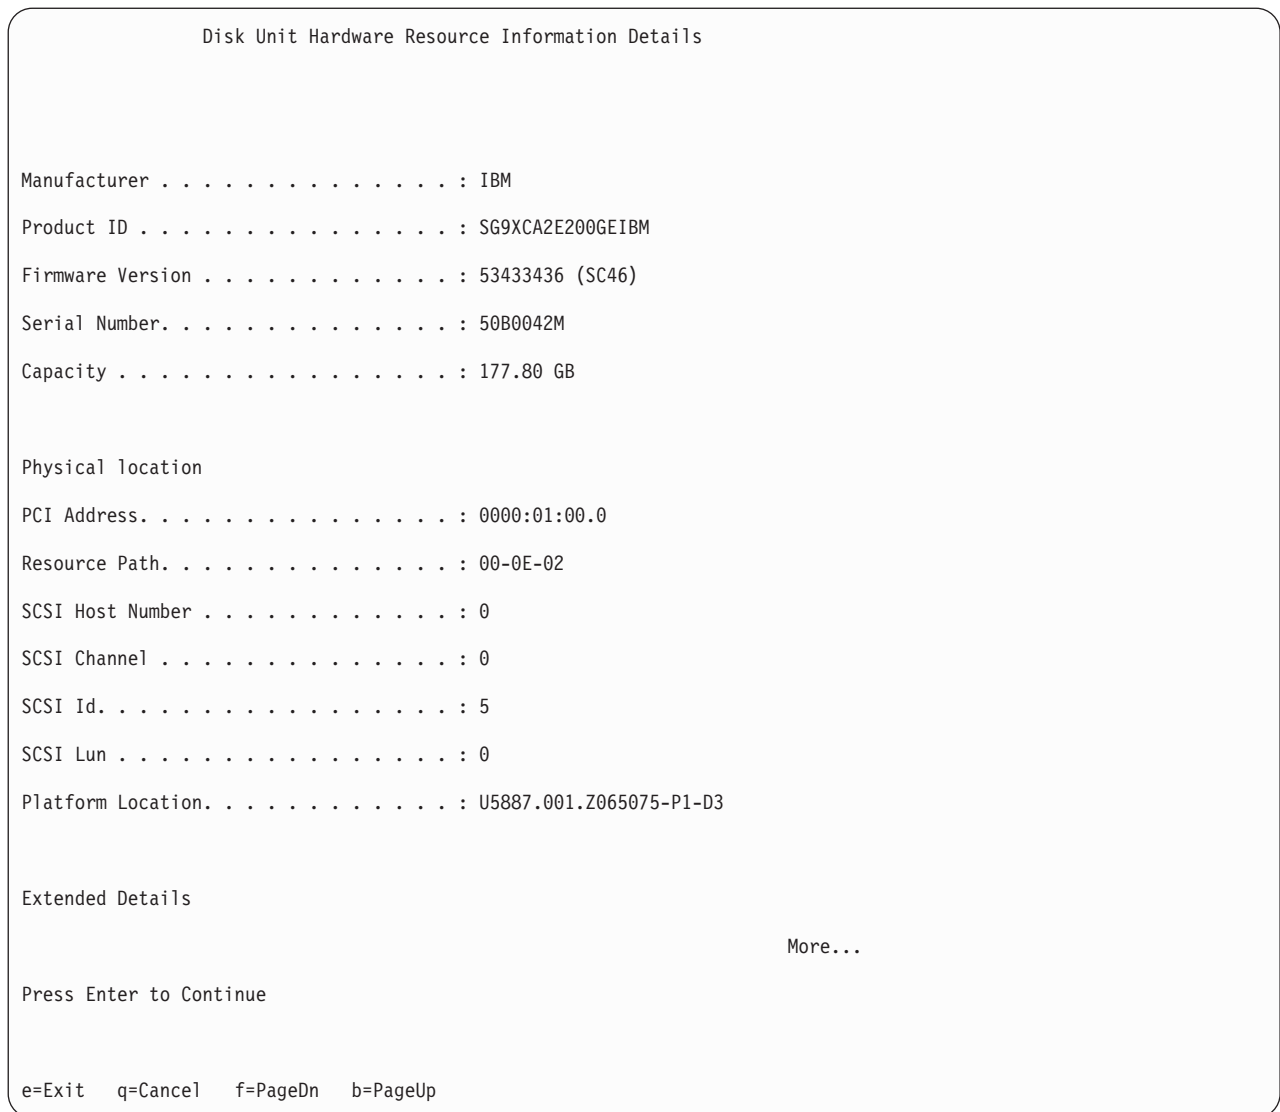 Disk Unit Hardware Resource Information Details
Manufacturer . . . . . . . . . . . . . . : IBM
Product ID . . . . . . . . . . . . . . . : SG9XCA2E200GEIBM
Firmware Version . . . . . . . . . . . . : 53433436 (SC46)
Serial Number. . . . . . . . . . . . . . : 50B0042M
Capacity . . . . . . . . . . . . . . . . : 177.80 GB
Physical location
PCI Address. . . . . . . . . . . . . . . : 0000:01:00.0
Resource Path. . . . . . . . . . . . . . : 00-0E-02
SCSI Host Number . . . . . . . . . . . . : 0
SCSI Channel . . . . . . . . . . . . . . : 0
SCSI Id. . . . . . . . . . . . . . . . . : 5
SCSI Lun . . . . . . . . . . . . . . . . : 0
Platform Location. . . . . . . . . . . . : U5887.001.Z065075-P1-D3
Extended Details
More...
Press Enter to Continue
e=Exit   q=Cancel   f=PageDn   b=PageUp